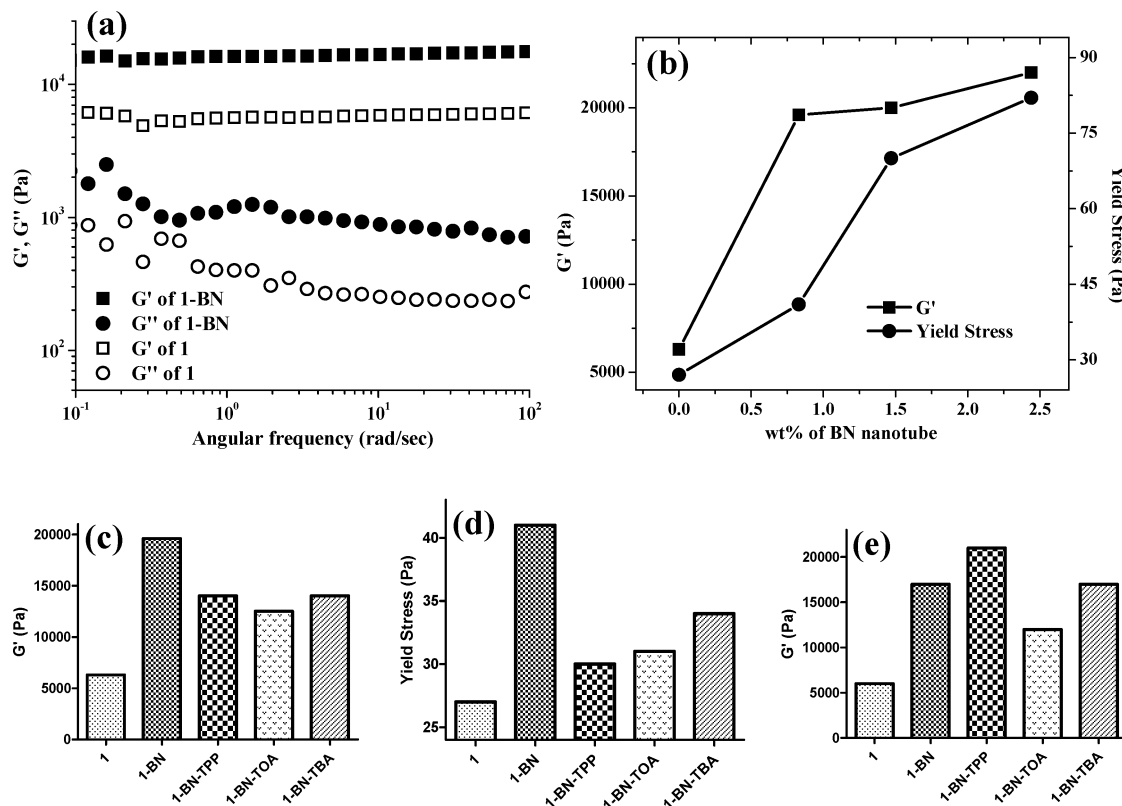 (a)
10^4
10^3
10^2
G', G'' (Pa)
G' of 1-BN
G'' of 1-BN
G' of 1
G'' of 1
10^-1
10^0
10^1
10^2
Angular frequency (rad/sec)
(b)
20000
15000
10000
5000
G' (Pa)
90
75
60
45
30
Yield Stress (Pa)
G'
Yield Stress
0.0
0.5
1.0
1.5
2.0
2.5
wt% of BN nanotube
(c)
20000
15000
10000
5000
0
G' (Pa)
1
1-BN
1-BN-TPP
1-BN-TOA
1-BN-TBA
(d)
40
35
30
25
Yield Stress (Pa)
1
1-BN
1-BN-TPP
1-BN-TOA
1-BN-TBA
(e)
20000
15000
10000
5000
0
G' (Pa)
1
1-BN
1-BN-TPP
1-BN-TOA
1-BN-TBA